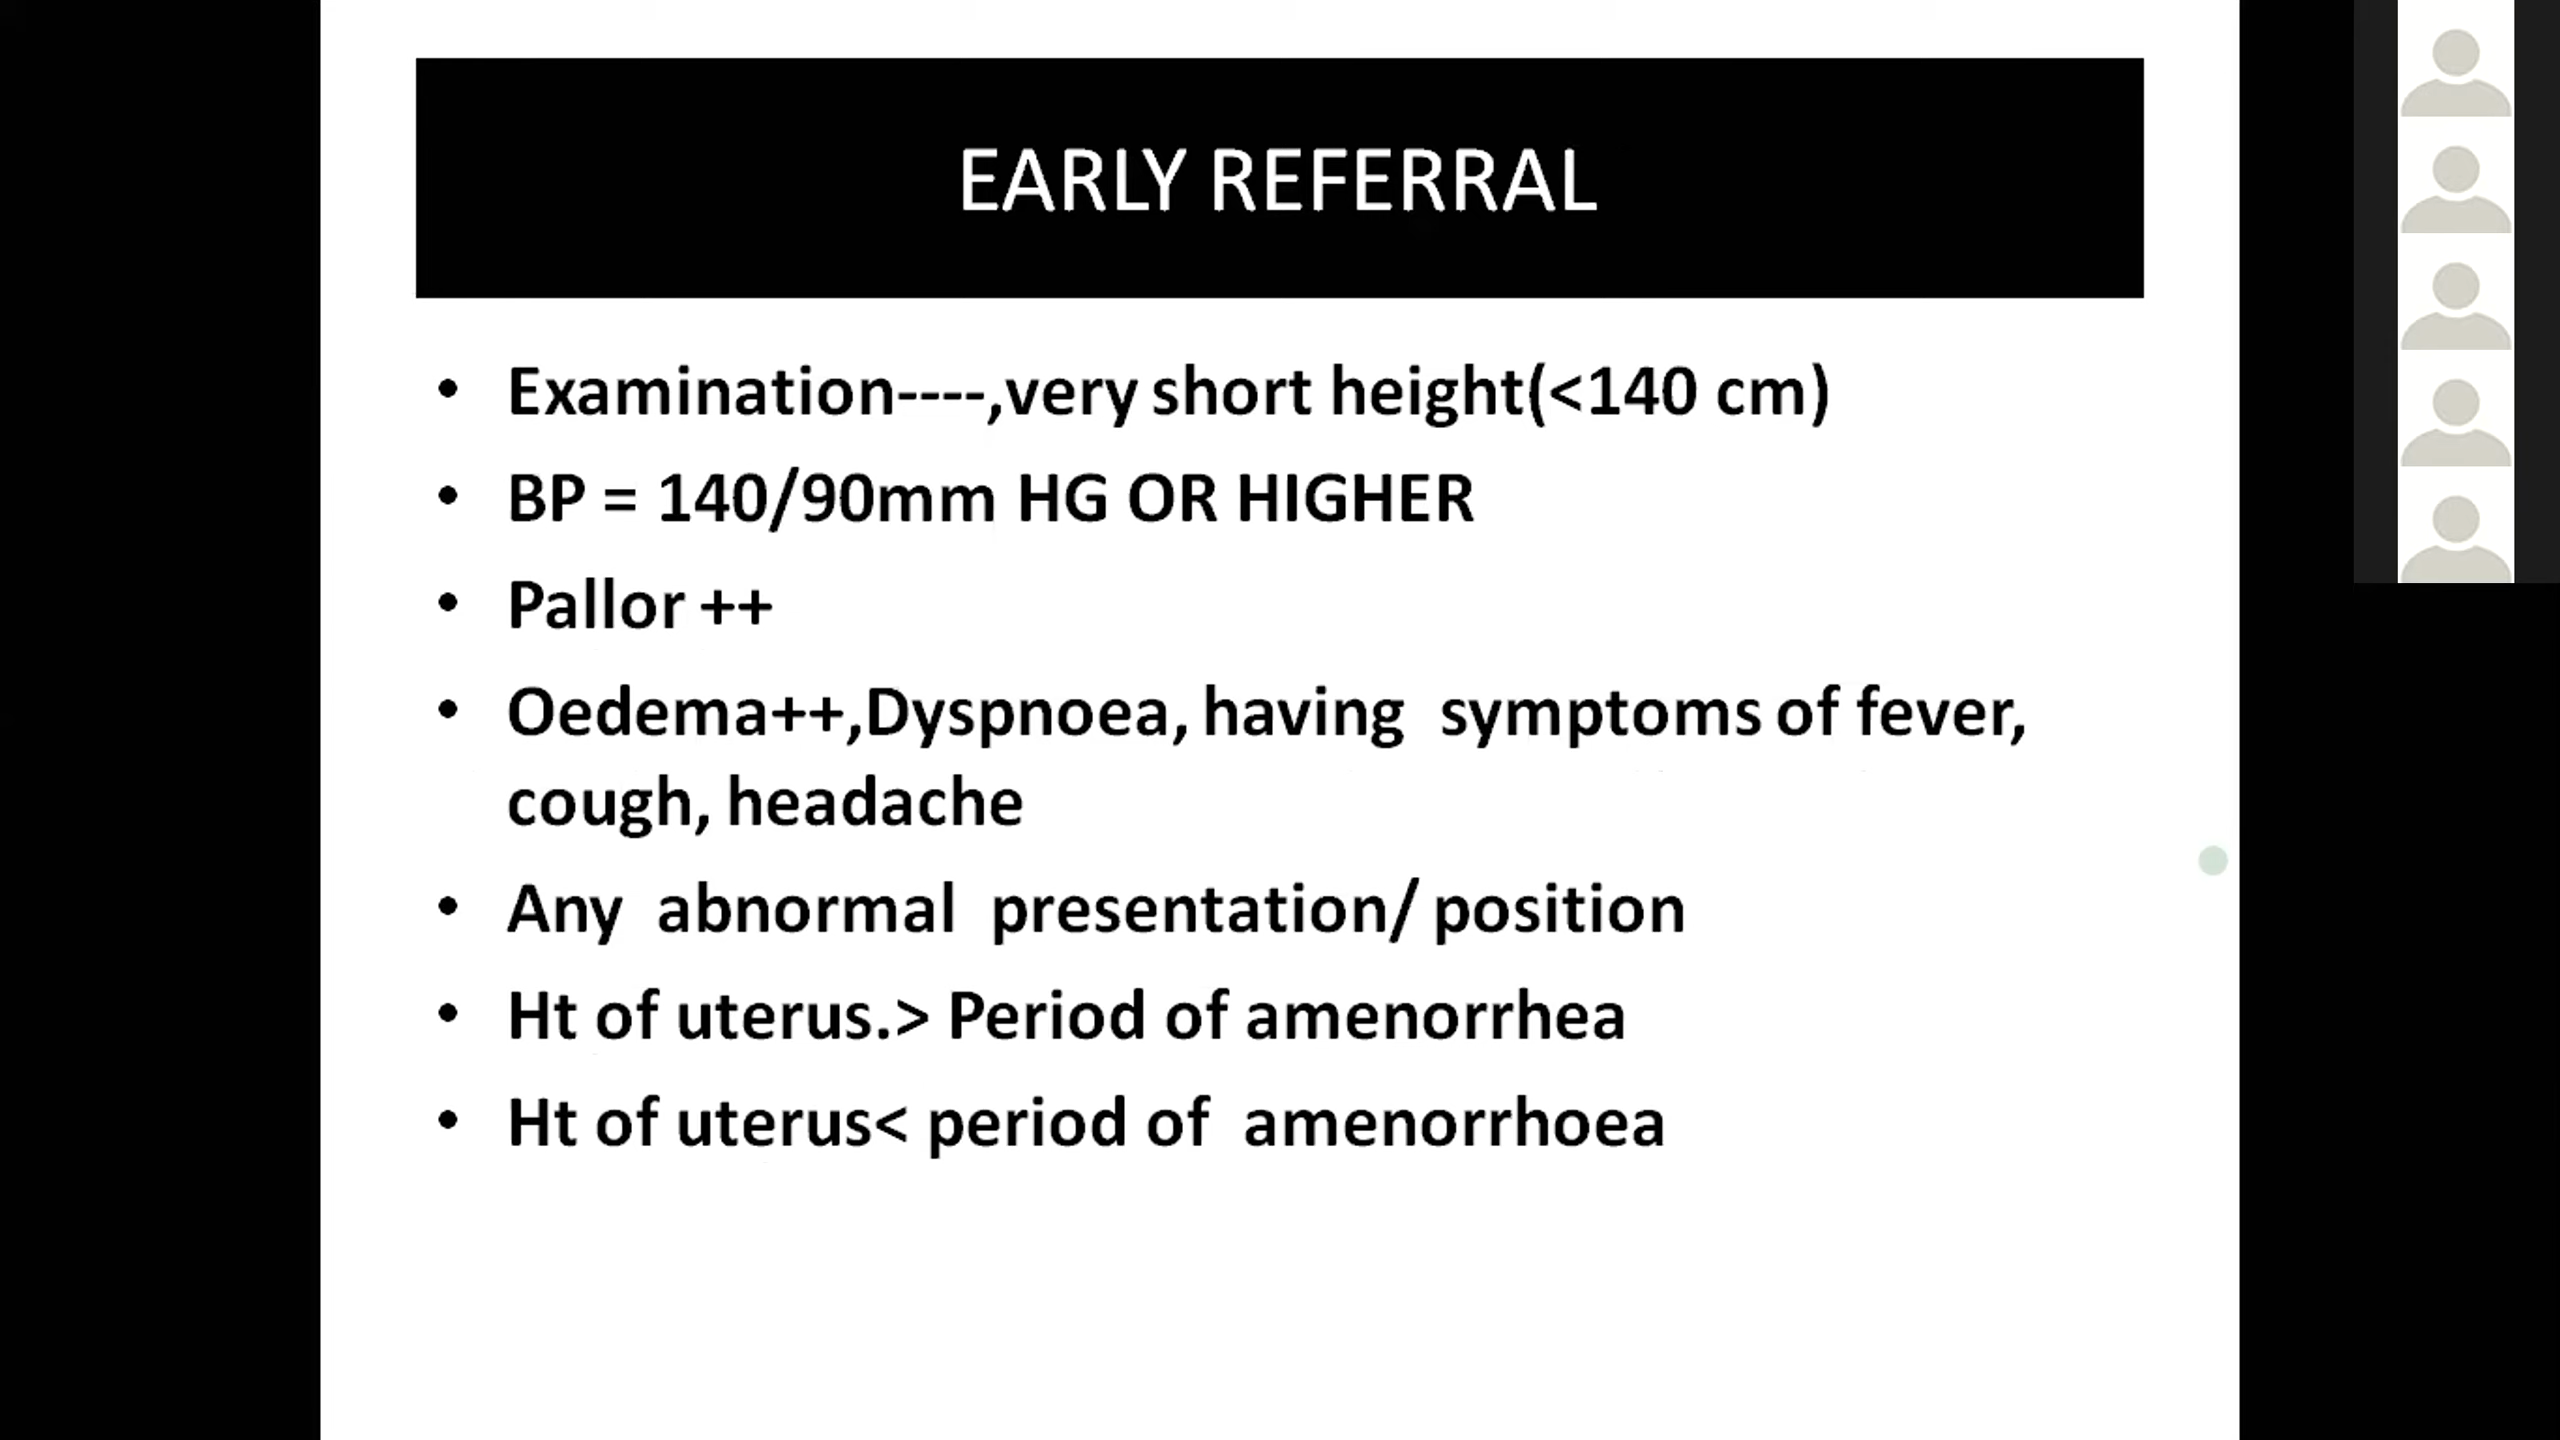 EARLY REFERRAL
• Examination----,very short height(<140 cm)
• BP = 140/90mm HG OR HIGHER
• Pallor ++
• Oedema++,Dyspnoea, having symptoms of fever,
cough, headache
• Any abnormal presentation/ position
• Ht of uterus.> Period of amenorrhea
• Ht of uterus< period of amenorrhoea